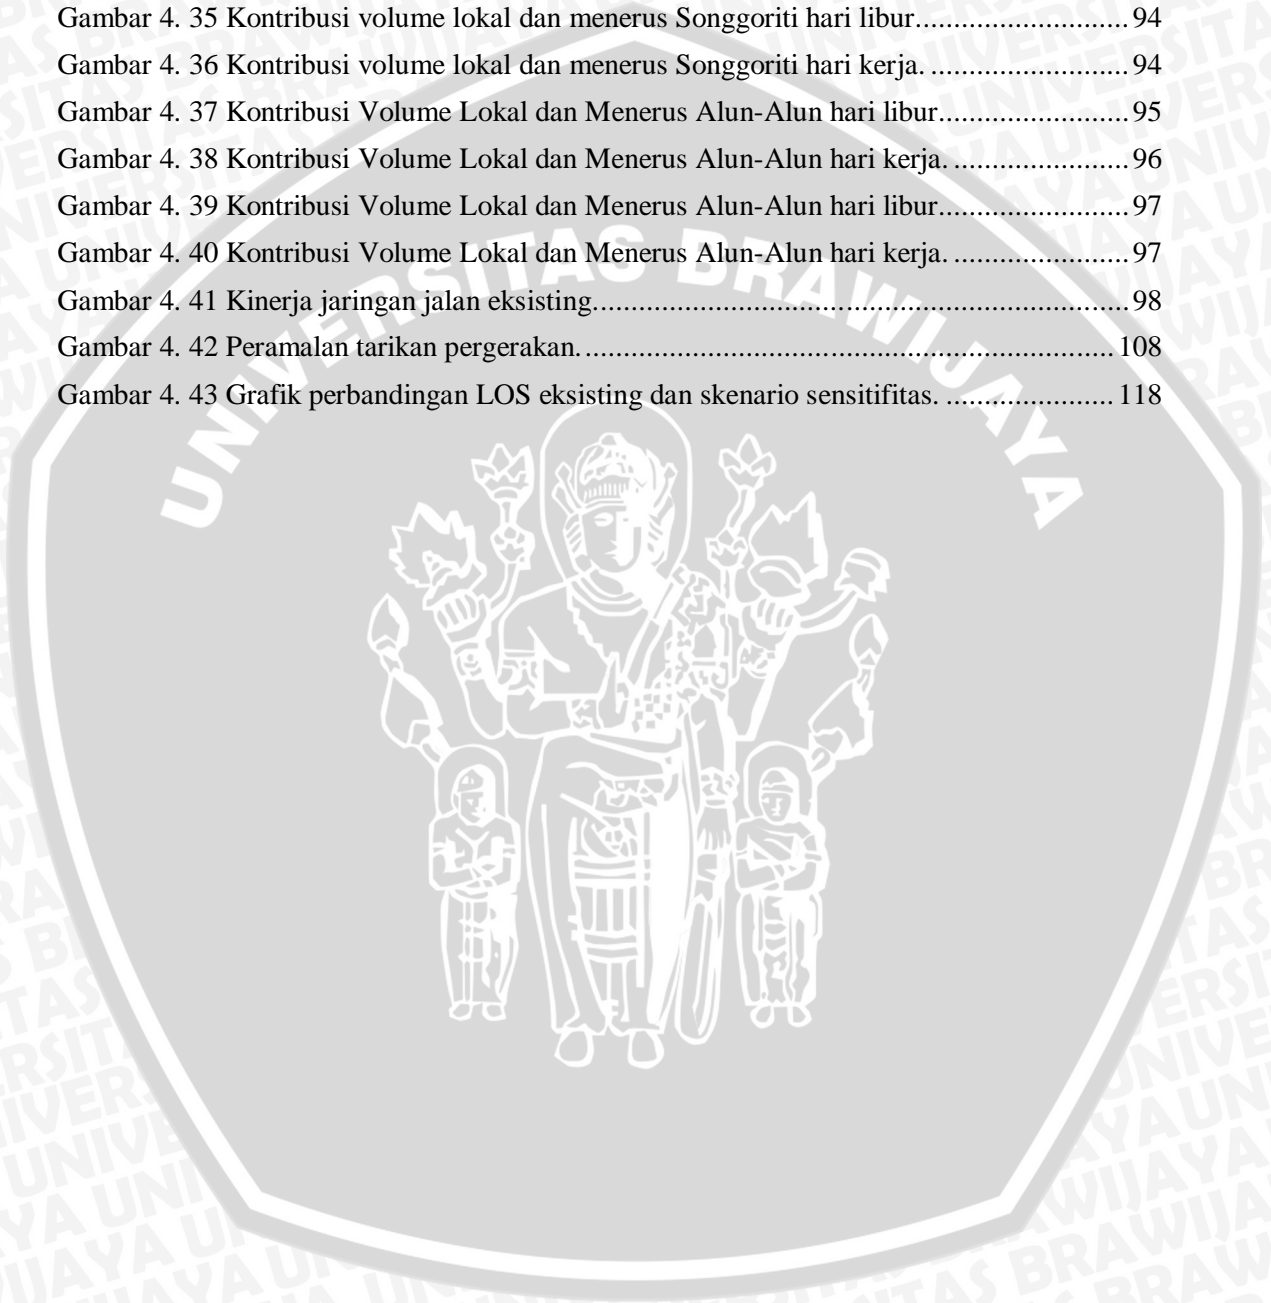 Gambar 4. 35 Kontribusi volume lokal dan menerus Songgoriti hari libur............................ 94
Gambar 4. 36 Kontribusi volume lokal dan menerus Songgoriti hari kerja. .......................... 94
Gambar 4. 37 Kontribusi Volume Lokal dan Menerus Alun-Alun hari libur......................... 95
Gambar 4. 38 Kontribusi Volume Lokal dan Menerus Alun-Alun hari kerja. ....................... 96
Gambar 4. 39 Kontribusi Volume Lokal dan Menerus Alun-Alun hari libur......................... 97
Gambar 4. 40 Kontribusi Volume Lokal dan Menerus Alun-Alun hari kerja. ....................... 97
Gambar 4. 41 Kinerja jaringan jalan eksisting...................................................................... 98
Gambar 4. 42 Peramalan tarikan pergerakan. ...................................................................... 108
Gambar 4. 43 Grafik perbandingan LOS eksisting dan skenario sensitifitas. ...................... 118
UNIVERSITAS BRAWIJAYA